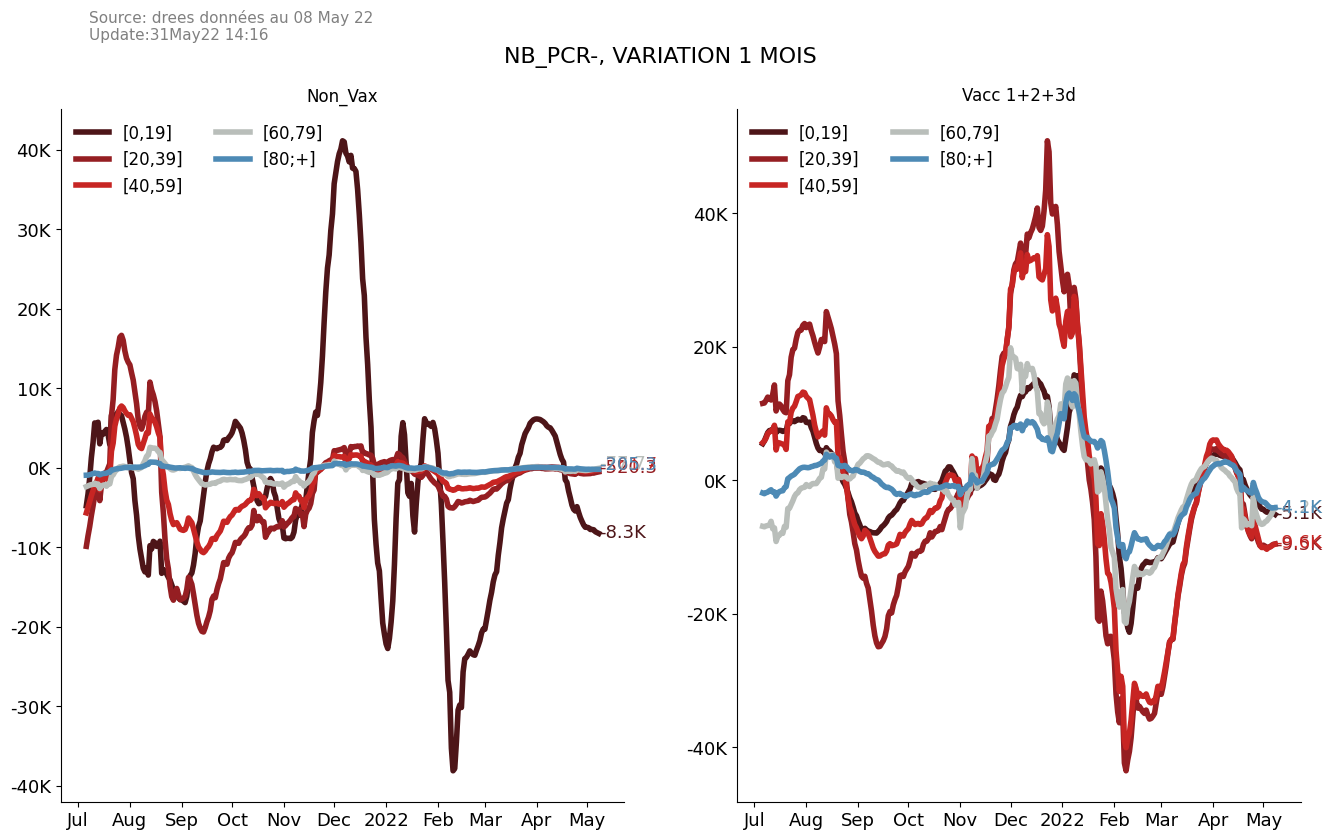 Source: drees données au 08 May 22
Update:31May22 14:16
NB_PCR-, VARIATION 1 MOIS
Non_Vax
[0,19]
[20,39]
[40,59]
[60,79]
[80;+]
40K
30K
20K
10K
0K
-10K
-20K
-30K
-40K
-8.3K
Jul Aug Sep Oct Nov Dec 2022 Feb Mar Apr May
Vacc 1+2+3d
[0,19]
[20,39]
[40,59]
[60,79]
[80;+]
40K
20K
0K
-20K
-40K
-5.1K
Jul Aug Sep Oct Nov Dec 2022 Feb Mar Apr May